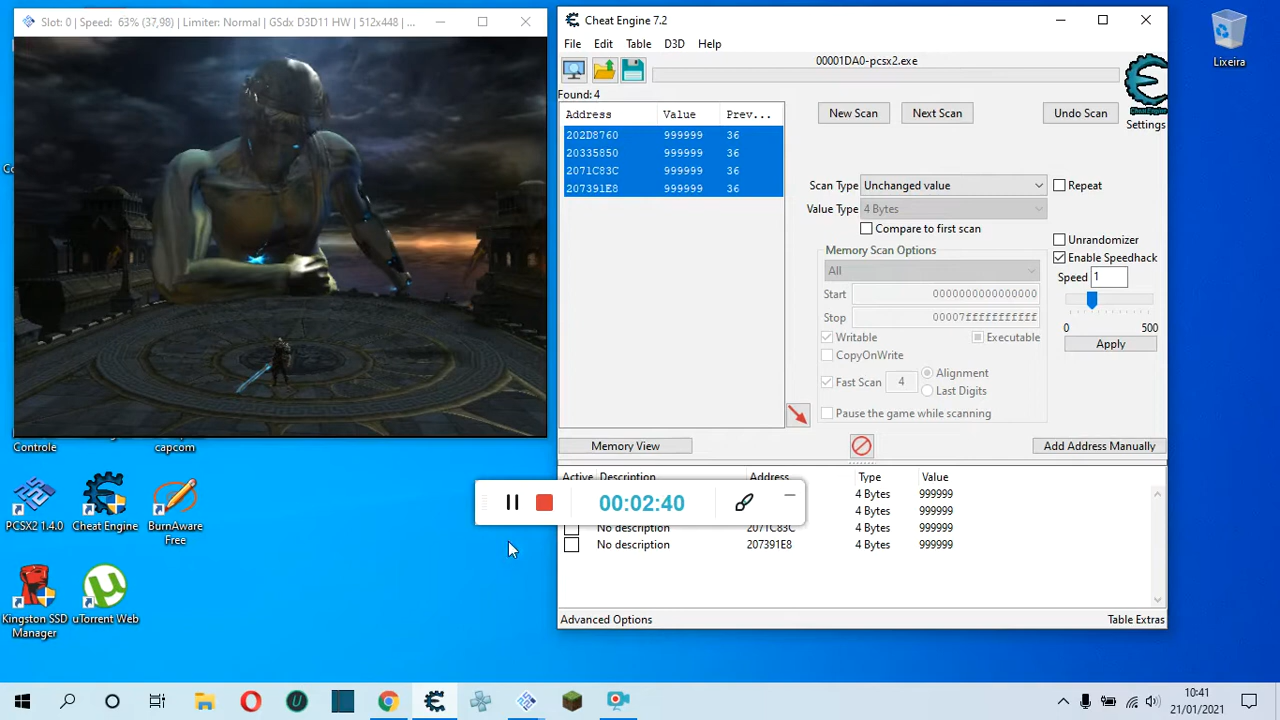 Slot: 0 | Speed: 63% (37,98) | Limiter: Normal | GSdx D3D11 HW | 512x448 | ...
Cheat Engine 7.2
File Edit Table D3D Help
00001DA0-pcsx2.exe
Found: 4
Address Value Prev...
202D8760 999999 36
20335850 999999 36
2071C83C 999999 36
207391E8 999999 36
New Scan Next Scan Undo Scan
Cheat Engine
Settings
Scan Type Unchanged value Repeat
Value Type 4 Bytes
Compare to first scan
Memory Scan Options
All
Start 0000000000000000
Stop 00007fffffffffff
Writable Executable
CopyOnWrite
Fast Scan 4 Alignment
Last Digits
Pause the game while scanning
Unrandomizer
Enable Speedhack
Speed 1
0 500
Apply
Memory View Add Address Manually
Active Description Address Type Value
4 Bytes 999999
4 Bytes 999999
No description 2071C83C 4 Bytes 999999
No description 207391E8 4 Bytes 999999
Advanced Options Table Extras
00:02:40
Lixeira
Controle
capcom
PCSX2 1.4.0
Cheat Engine
BurnAware
Free
Kingston SSD
Manager
uTorrent Web
10:41
21/01/2021